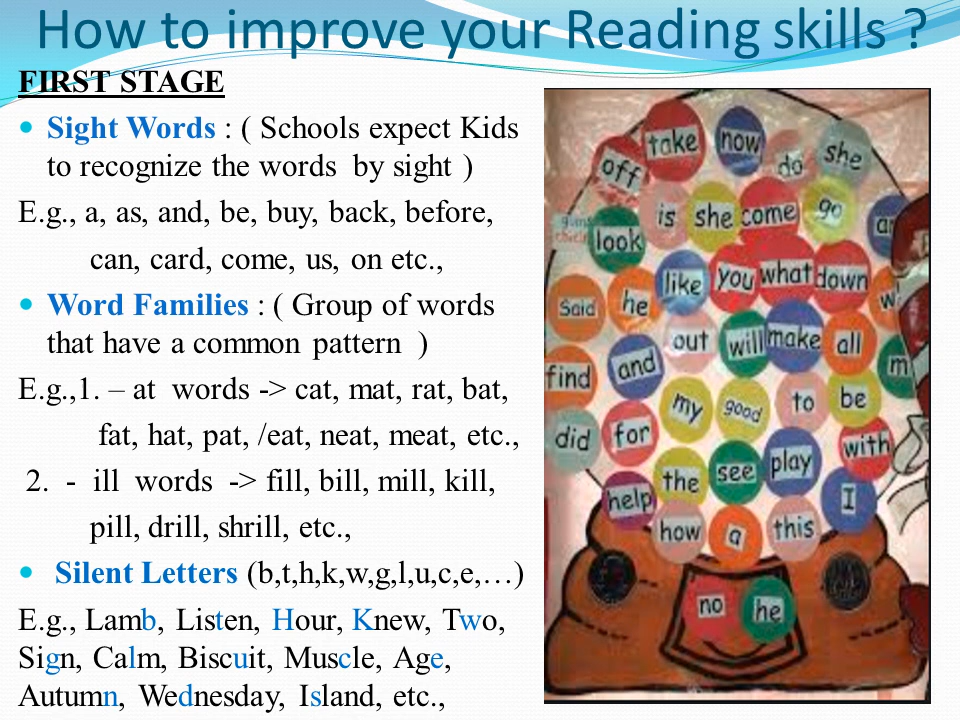 How to improve your Reading skills ?
FIRST STAGE
Sight Words : ( Schools expect Kids
to recognize the words by sight )
E.g., a, as, and, be, buy, back, before,
can, card, come, us, on etc.,
Word Families : ( Group of words
that have a common pattern )
E.g.,1. – at words -> cat, mat, rat, bat,
fat, hat, pat, /eat, neat, meat, etc.,
2. - ill words -> fill, bill, mill, kill,
pill, drill, shrill, etc.,
Silent Letters (b,t,h,k,w,g,l,u,c,e,…)
E.g., Lamb, Listen, Hour, Knew, Two,
Sign, Calm, Biscuit, Muscle, Age,
Autumn, Wednesday, Island, etc.,
off take now do she
look is she come go
Said he like you what down
find and out will make all
did for my good to be
help the see play with
how a this I
no he